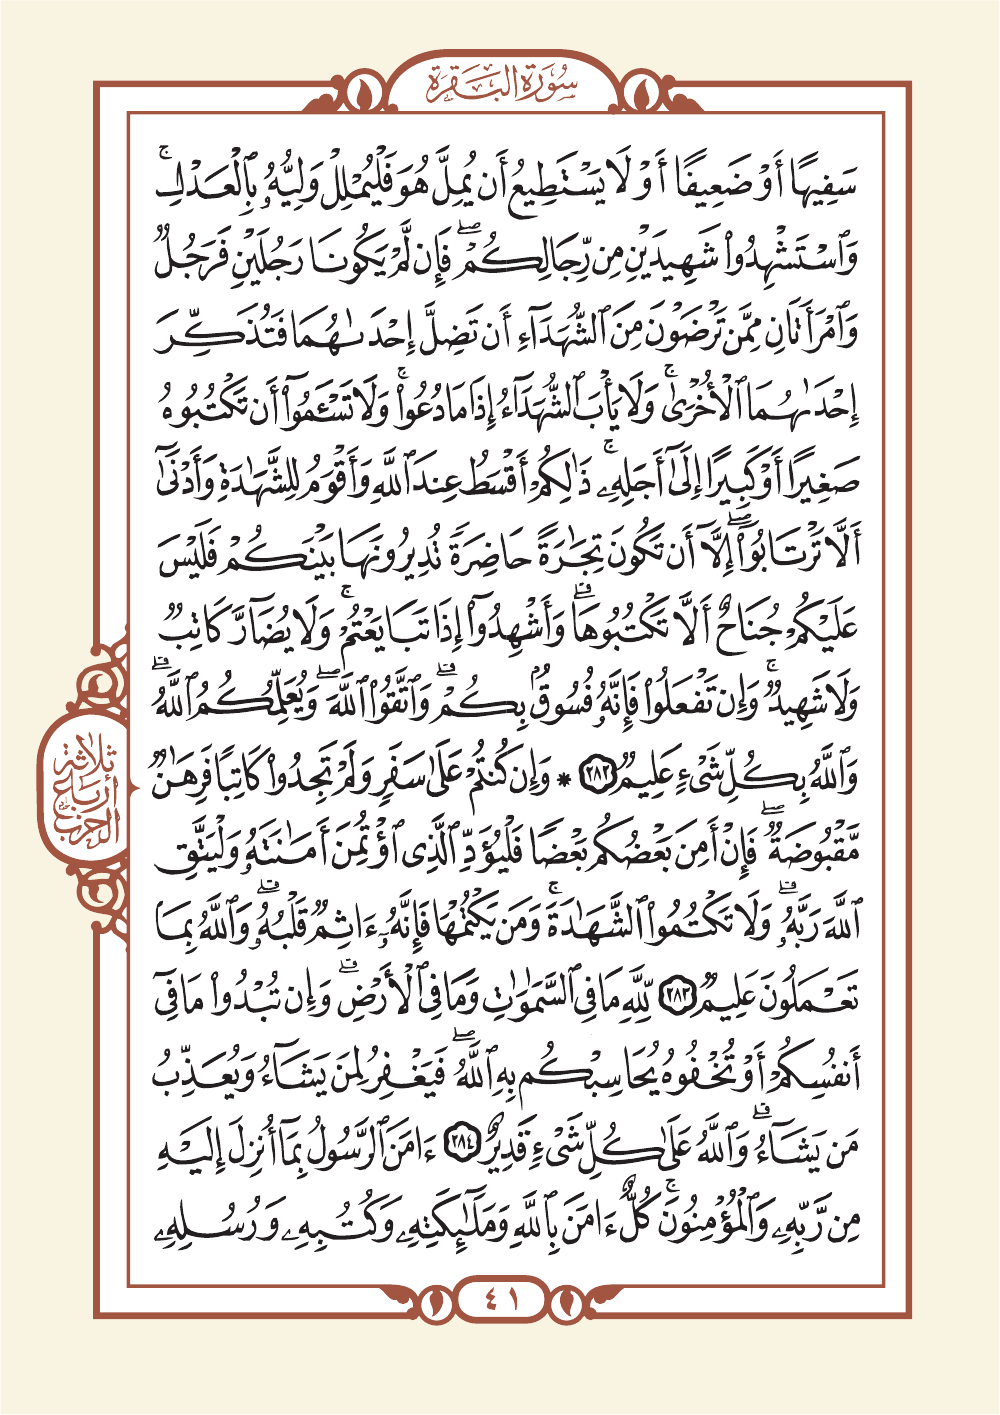 سُورَةُ البَقَرَة
سَفِيهًا أَوْ ضَعِيفًا أَوْ لَا يَسْتَطِيعُ أَن يُمِلَّ هُوَ فَلْيُمْلِلْ وَلِيُّهُۥ بِٱلْعَدْلِۚ
وَٱسْتَشْهِدُوا۟ شَهِيدَيْنِ مِن رِّجَالِكُمْۖ فَإِن لَّمْ يَكُونَا رَجُلَيْنِ فَرَجُلٌ
وَٱمْرَأَتَانِ مِمَّن تَرْضَوْنَ مِنَ ٱلشُّهَدَآءِ أَن تَضِلَّ إِحْدَىٰهُمَا فَتُذَكِّرَ
إِحْدَىٰهُمَا ٱلْأُخْرَىٰۚ وَلَا يَأْبَ ٱلشُّهَدَآءُ إِذَا مَا دُعُوا۟ۚ وَلَا تَسْـَٔمُوٓا۟ أَن تَكْتُبُوهُ
صَغِيرًا أَوْ كَبِيرًا إِلَىٰٓ أَجَلِهِۦۚ ذَٰلِكُمْ أَقْسَطُ عِندَ ٱللَّهِ وَأَقْوَمُ لِلشَّهَٰدَةِ وَأَدْنَىٰٓ
أَلَّا تَرْتَابُوٓا۟ۖ إِلَّآ أَن تَكُونَ تِجَٰرَةً حَاضِرَةً تُدِيرُونَهَا بَيْنَكُمْ فَلَيْسَ
عَلَيْكُمْ جُنَاحٌ أَلَّا تَكْتُبُوهَاۗ وَأَشْهِدُوٓا۟ إِذَا تَبَايَعْتُمْۚ وَلَا يُضَآرَّ كَاتِبٌ
وَلَا شَهِيدٌۚ وَإِن تَفْعَلُوا۟ فَإِنَّهُۥ فُسُوقٌۢ بِكُمْۗ وَٱتَّقُوا۟ ٱللَّهَۖ وَيُعَلِّمُكُمُ ٱللَّهُۗ
وَٱللَّهُ بِكُلِّ شَىْءٍ عَلِيمٌ ٢٨٢ * وَإِن كُنتُمْ عَلَىٰ سَفَرٍ وَلَمْ تَجِدُوا۟ كَاتِبًا فَرِهَٰنٌ
مَّقْبُوضَةٌۖ فَإِنْ أَمِنَ بَعْضُكُم بَعْضًا فَلْيُؤَدِّ ٱلَّذِى ٱؤْتُمِنَ أَمَٰنَتَهُۥ وَلْيَتَّقِ
ٱللَّهَ رَبَّهُۥۗ وَلَا تَكْتُمُوا۟ ٱلشَّهَٰدَةَۚ وَمَن يَكْتُمْهَا فَإِنَّهُۥٓ ءَاثِمٌ قَلْبُهُۥۗ وَٱللَّهُ بِمَا
تَعْمَلُونَ عَلِيمٌ ٢٨٣ لِّلَّهِ مَا فِى ٱلسَّمَٰوَٰتِ وَمَا فِى ٱلْأَرْضِۗ وَإِن تُبْدُوا۟ مَا فِىٓ
أَنفُسِكُمْ أَوْ تُخْفُوهُ يُحَاسِبْكُم بِهِ ٱللَّهُۖ فَيَغْفِرُ لِمَن يَشَآءُ وَيُعَذِّبُ
مَن يَشَآءُۗ وَٱللَّهُ عَلَىٰ كُلِّ شَىْءٍ قَدِيرٌ ٢٨٤ ءَامَنَ ٱلرَّسُولُ بِمَآ أُنزِلَ إِلَيْهِ
مِن رَّبِّهِۦ وَٱلْمُؤْمِنُونَۚ كُلٌّ ءَامَنَ بِٱللَّهِ وَمَلَٰٓئِكَتِهِۦ وَكُتُبِهِۦ وَرُسُلِهِۦ
ثلاثة
أرباع
الحزب
٤١